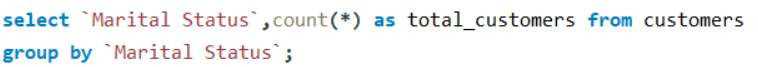 select `Marital Status`,count(*) as total_customers from customers
group by `Marital Status`;